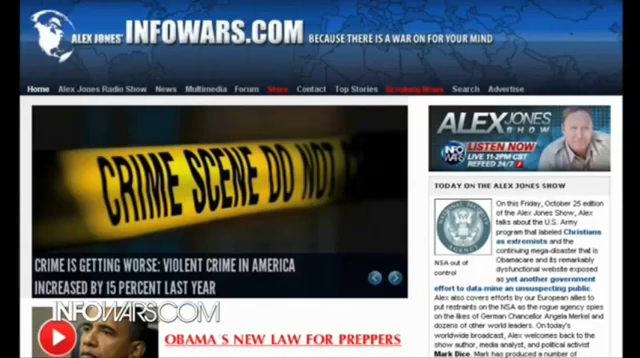 ALEX JONES' INFOWARS.COM BECAUSE THERE IS A WAR ON FOR YOUR MIND
Home Alex Jones Radio Show News Multimedia Forum Store Contact Top Stories Breaking News Search Advertise
CRIME SCENE DO NOT
CRIME IS GETTING WORSE: VIOLENT CRIME IN AMERICA
INCREASED BY 15 PERCENT LAST YEAR
INFOWARS.COM
OBAMA'S NEW LAW FOR PREPPERS
ALEX JONES
SHOW
INFO
WARS
LISTEN NOW
LIVE 11-2PM CST
REFEED 24/7
TODAY ON THE ALEX JONES SHOW
On this Friday, October 25 edition
of the Alex Jones Show, Alex
talks about the U.S. Army
program that labeled Christians
as extremists and the
continuing mega-disaster that is
Obamacare and its remarkably
dysfunctional website exposed
NSA out of
control
as yet another government
effort to data-mine an unsuspecting public.
Alex also covers efforts by our European allies to
put restraints on the NSA as the rogue agency spies
on the likes of German Chancellor Angela Merkel and
dozens of other world leaders. On today's
worldwide broadcast, Alex welcomes back to the
show author, media analyst, and political activist
Mark Dice. Mark has produced a number of